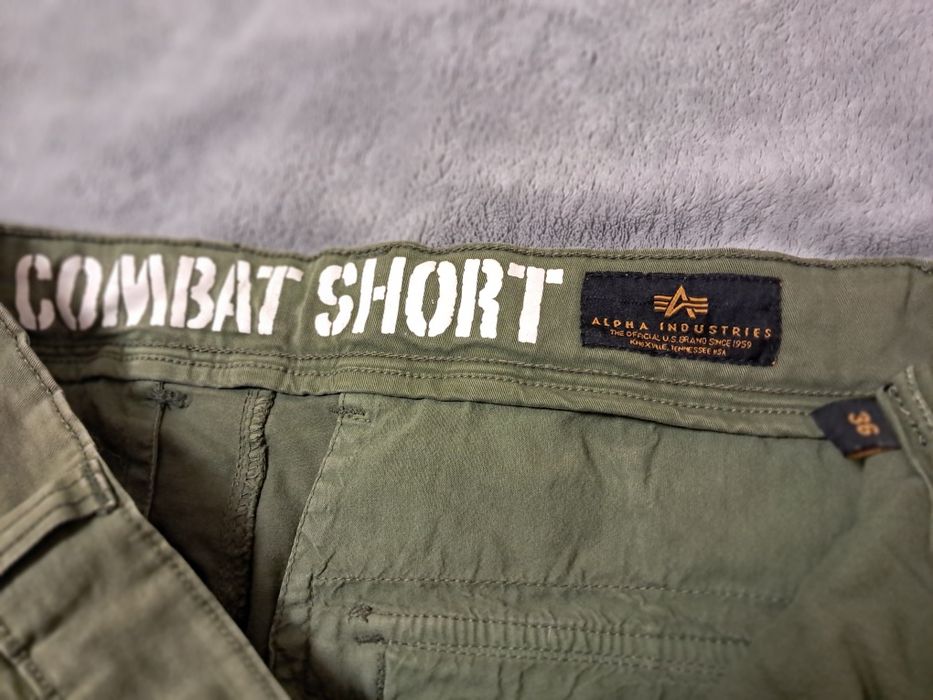 COMBAT SHORT
ALPHA INDUSTRIES
THE OFFICIAL U.S. BRAND SINCE 1959
KNOXVILLE, TENNESSEE USA
36